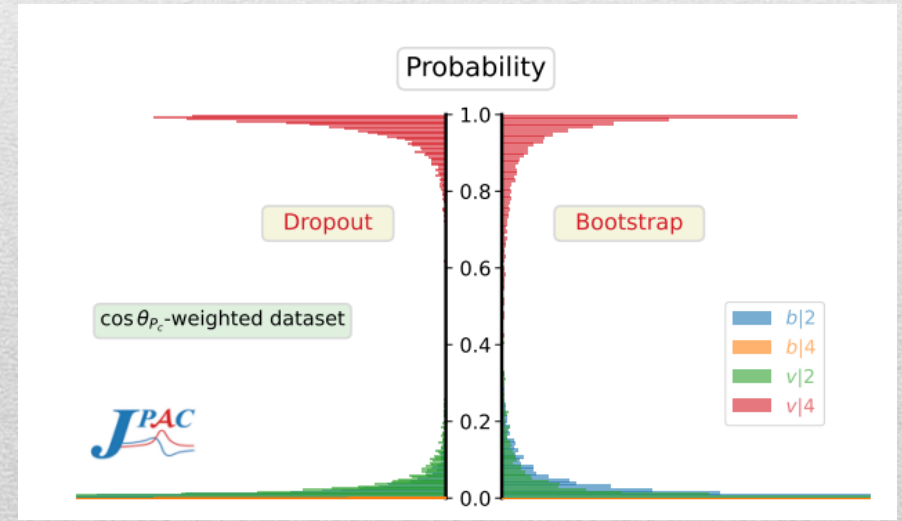 Probability
1.0
0.8
Dropout
Bootstrap
0.6
cos θ_{P_c}-weighted dataset
b|2
b|4
0.4
v|2
v|4
JPAC
0.2
0.0